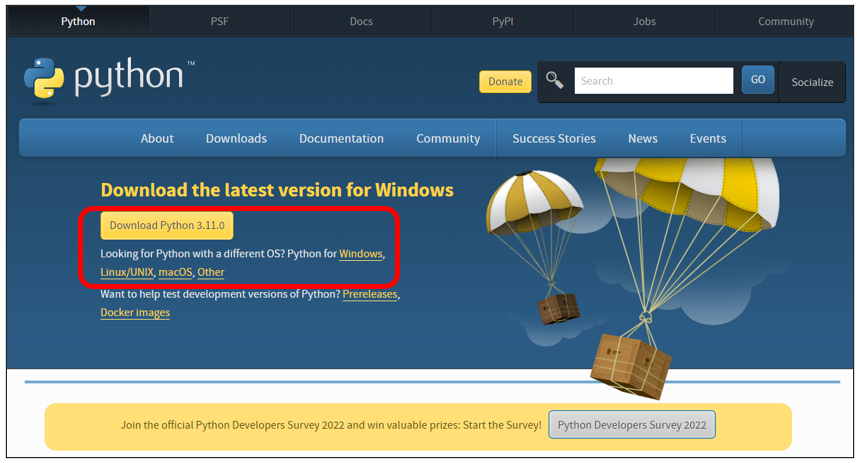 Python PSF Docs PyPI Jobs Community
python™
Donate Search GO Socialize
About Downloads Documentation Community Success Stories News Events
Download the latest version for Windows
Download Python 3.11.0
Looking for Python with a different OS? Python for Windows,
Linux/UNIX, macOS, Other
Want to help test development versions of Python? Prereleases,
Docker images
Join the official Python Developers Survey 2022 and win valuable prizes: Start the Survey! Python Developers Survey 2022